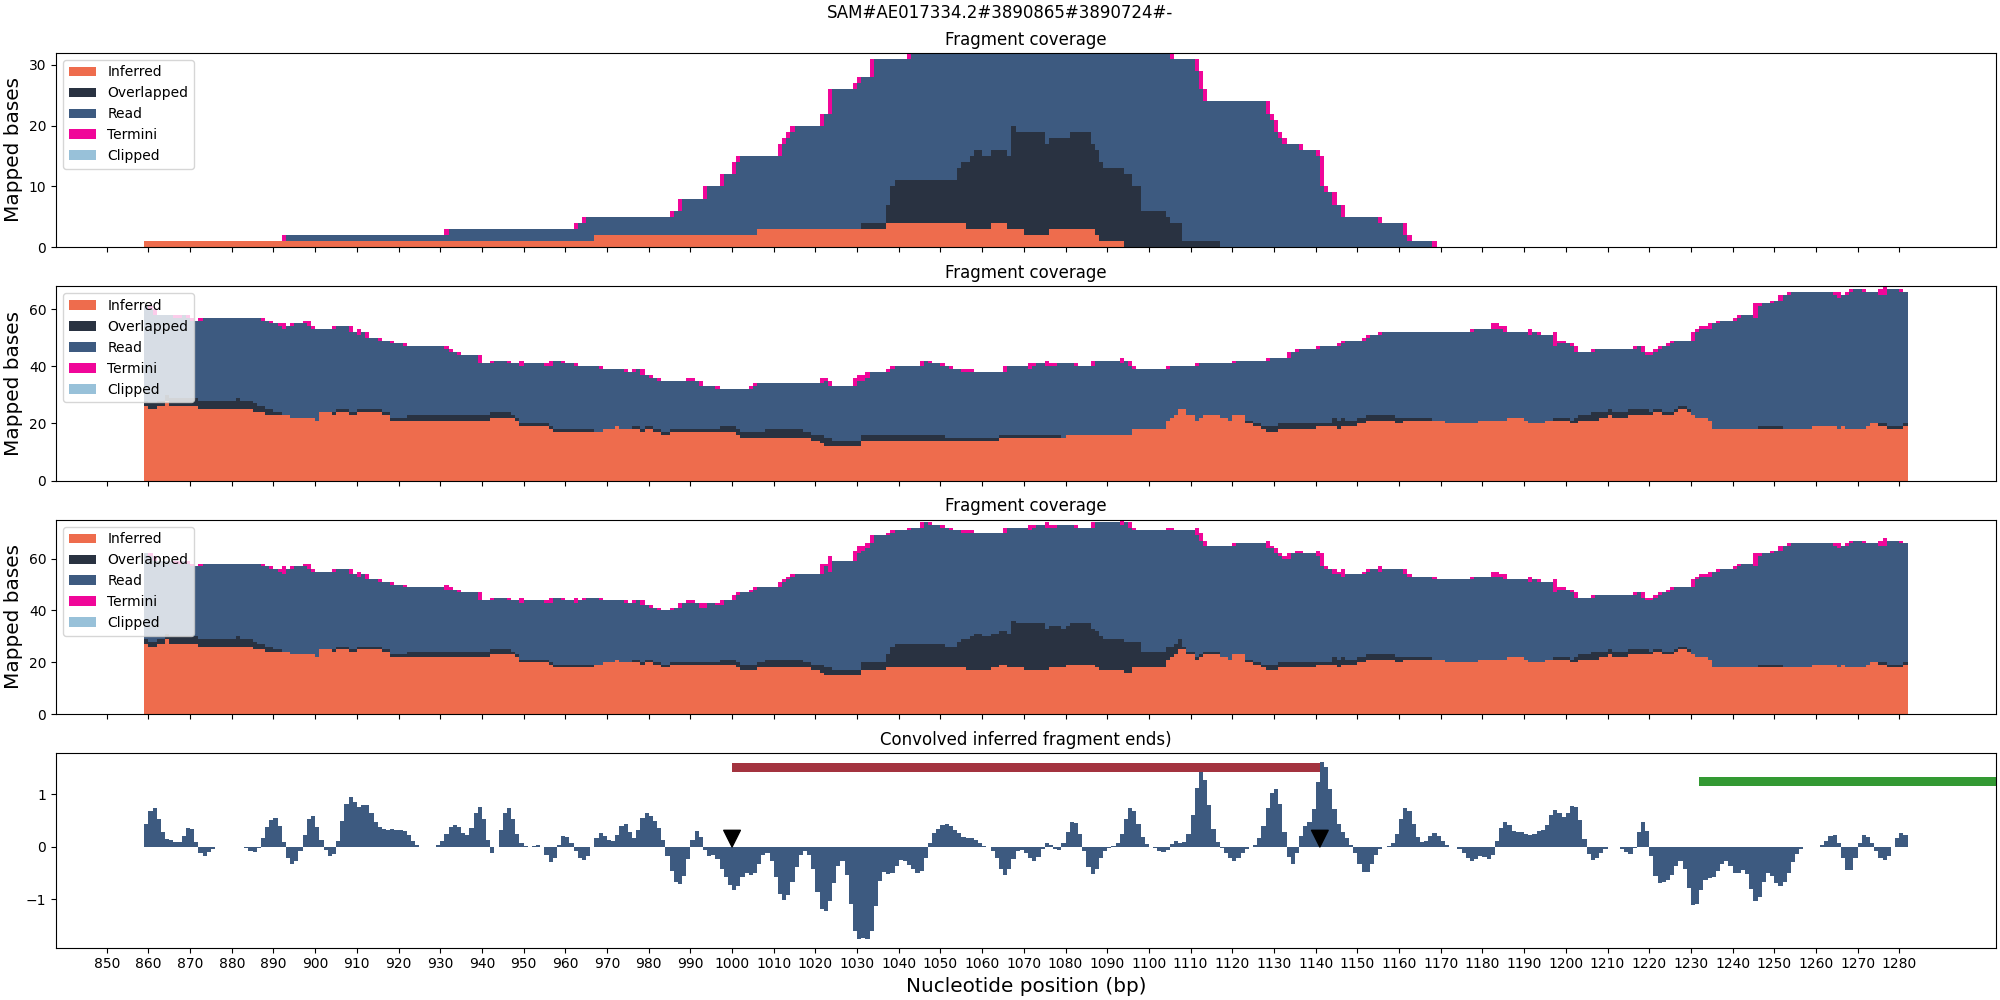 SAM#AE017334.2#3890865#3890724#-
Fragment coverage
Mapped bases
30
20
10
0
Inferred
Overlapped
Read
Termini
Clipped
Fragment coverage
Mapped bases
60
40
20
0
Inferred
Overlapped
Read
Termini
Clipped
Fragment coverage
Mapped bases
60
40
20
0
Inferred
Overlapped
Read
Termini
Clipped
Convolved inferred fragment ends)
1
0
−1
850 860 870 880 890 900 910 920 930 940 950 960 970 980 990 1000 1010 1020 1030 1040 1050 1060 1070 1080 1090 1100 1110 1120 1130 1140 1150 1160 1170 1180 1190 1200 1210 1220 1230 1240 1250 1260 1270 1280
Nucleotide position (bp)